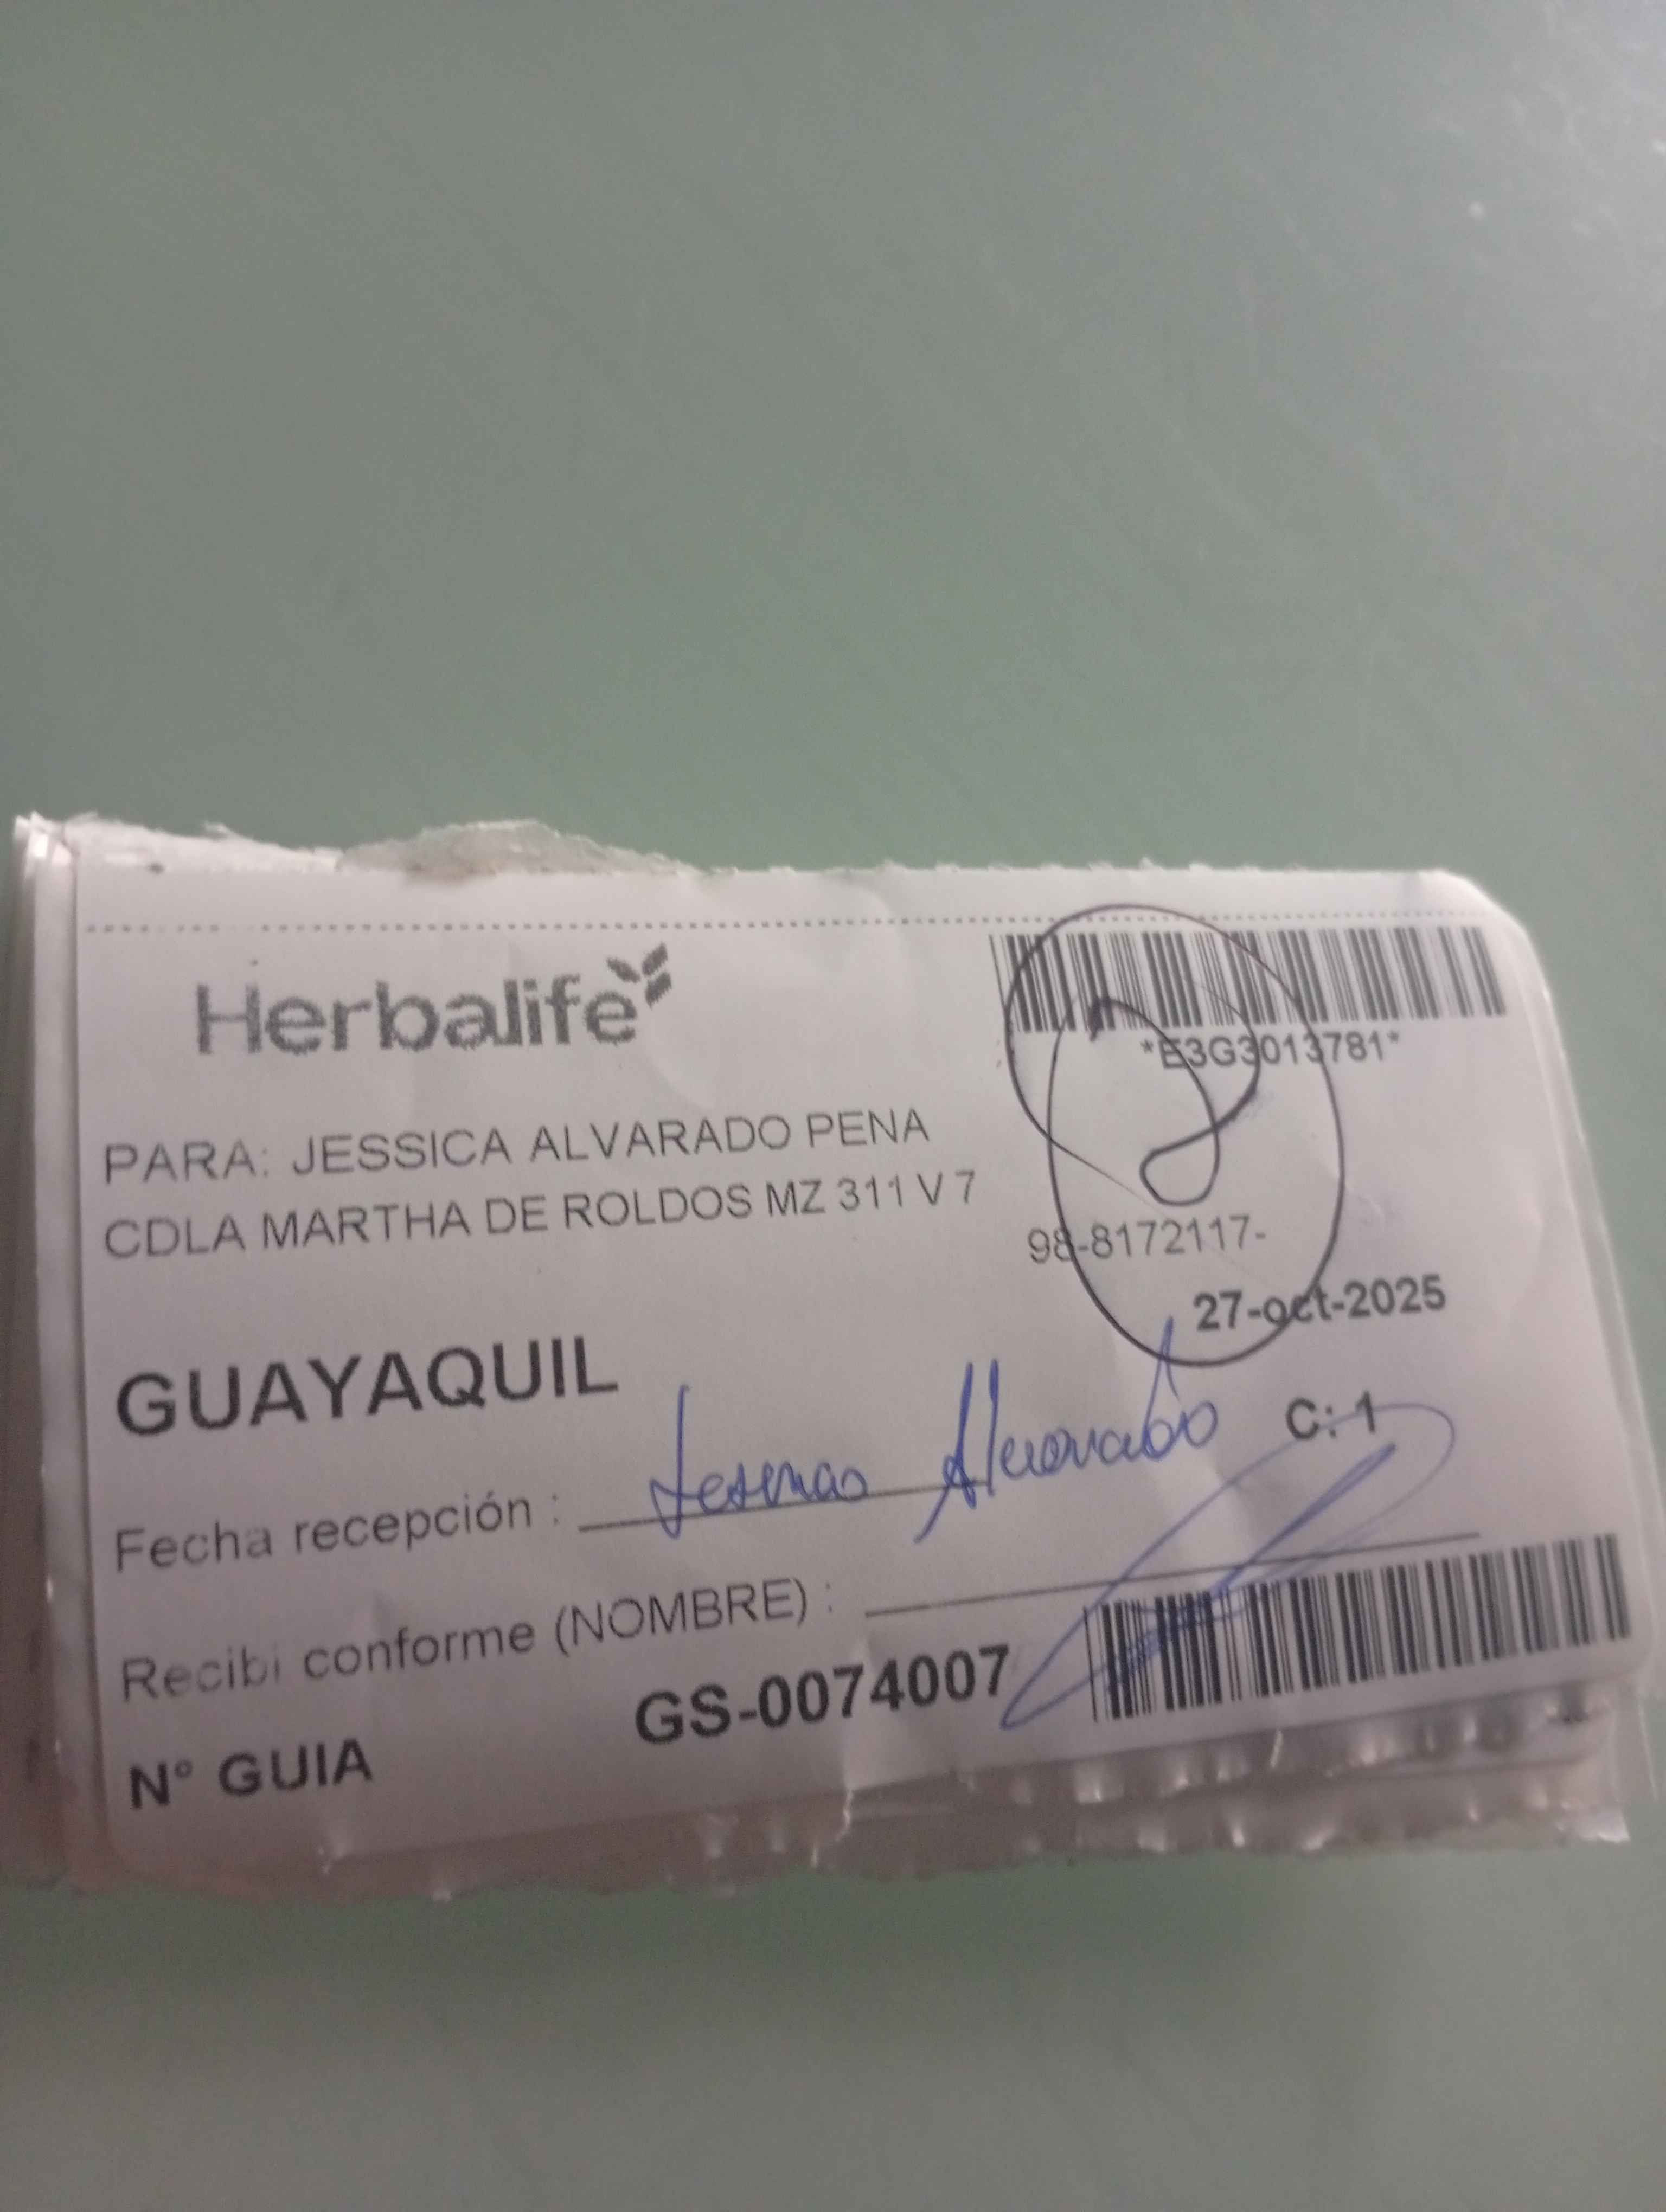 Herbalife
*E3G3013781*
PARA: JESSICA ALVARADO PENA
CDLA MARTHA DE ROLDOS MZ 311 V 7
98-8172117-
27-oct-2025
GUAYAQUIL
C: 1
Fecha recepción :
Alvarado
Recibi conforme (NOMBRE) :
N° GUIA GS-0074007